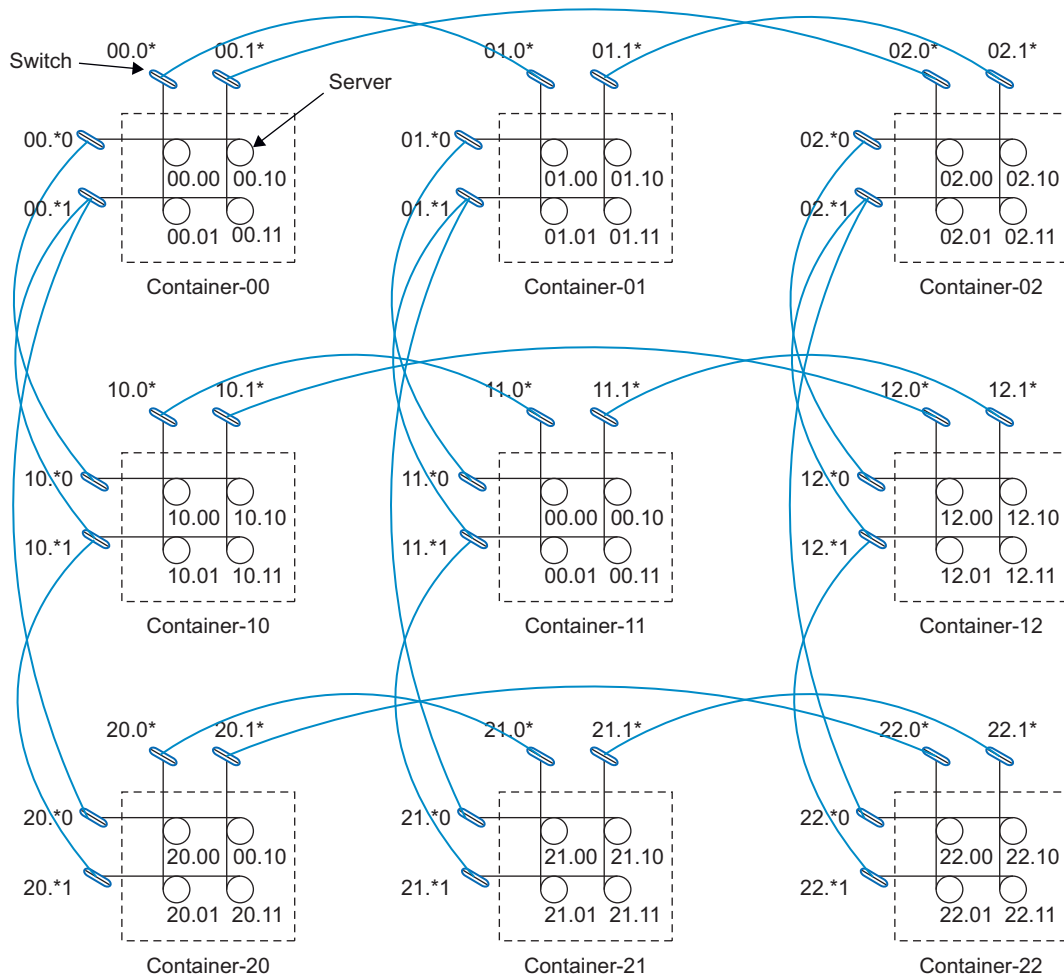 00.0* 00.1* 01.0* 01.1* 02.0* 02.1*
Switch
Server
00.*0 01.*0 02.*0
00.00 00.10 01.00 01.10 02.00 02.10
00.*1 01.*1 02.*1
00.01 00.11 01.01 01.11 02.01 02.11
Container-00 Container-01 Container-02
10.0* 10.1* 11.0* 11.1* 12.0* 12.1*
10.*0 11.*0 12.*0
10.00 10.10 00.00 00.10 12.00 12.10
10.*1 11.*1 12.*1
10.01 10.11 00.01 00.11 12.01 12.11
Container-10 Container-11 Container-12
20.0* 20.1* 21.0* 21.1* 22.0* 22.1*
20.*0 21.*0 22.*0
20.00 00.10 21.00 21.10 22.00 22.10
20.*1 21.*1 22.*1
20.01 20.11 21.01 21.11 22.01 22.11
Container-20 Container-21 Container-22